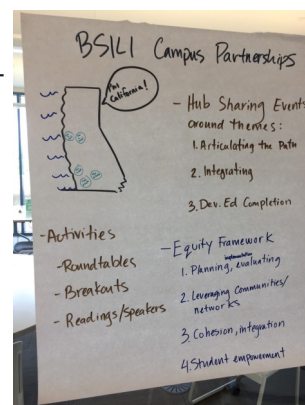 BSILI Campus Partnerships
I'm
California!
- Hub Sharing Events
around themes:
1. Articulating the Path
2. Integrating
3. Dev. Ed Completion
- Activities
- Roundtables
- Breakouts
- Readings/speakers
- Equity Framework
implementation
1. Planning, evaluating
2. Leveraging Communities/
networks
3. Cohesion, integration
4. Student empowerment